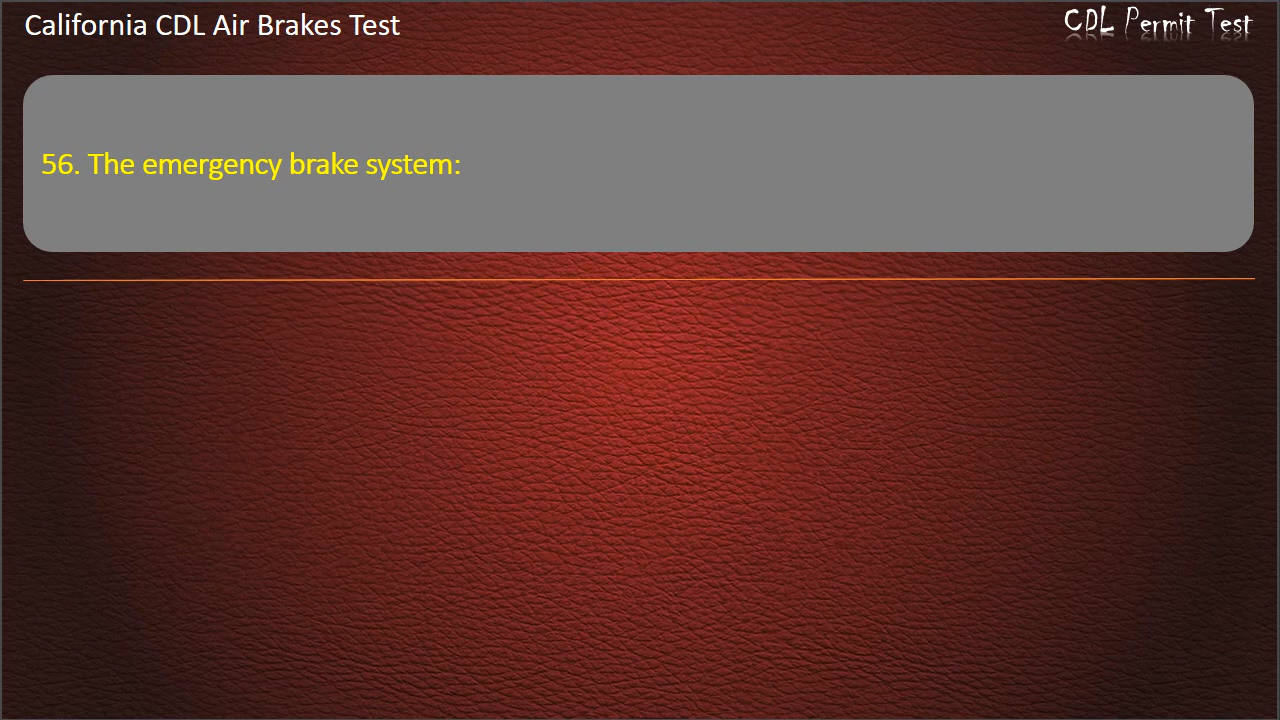 California CDL Air Brakes Test
CDL Permit Test
56. The emergency brake system: